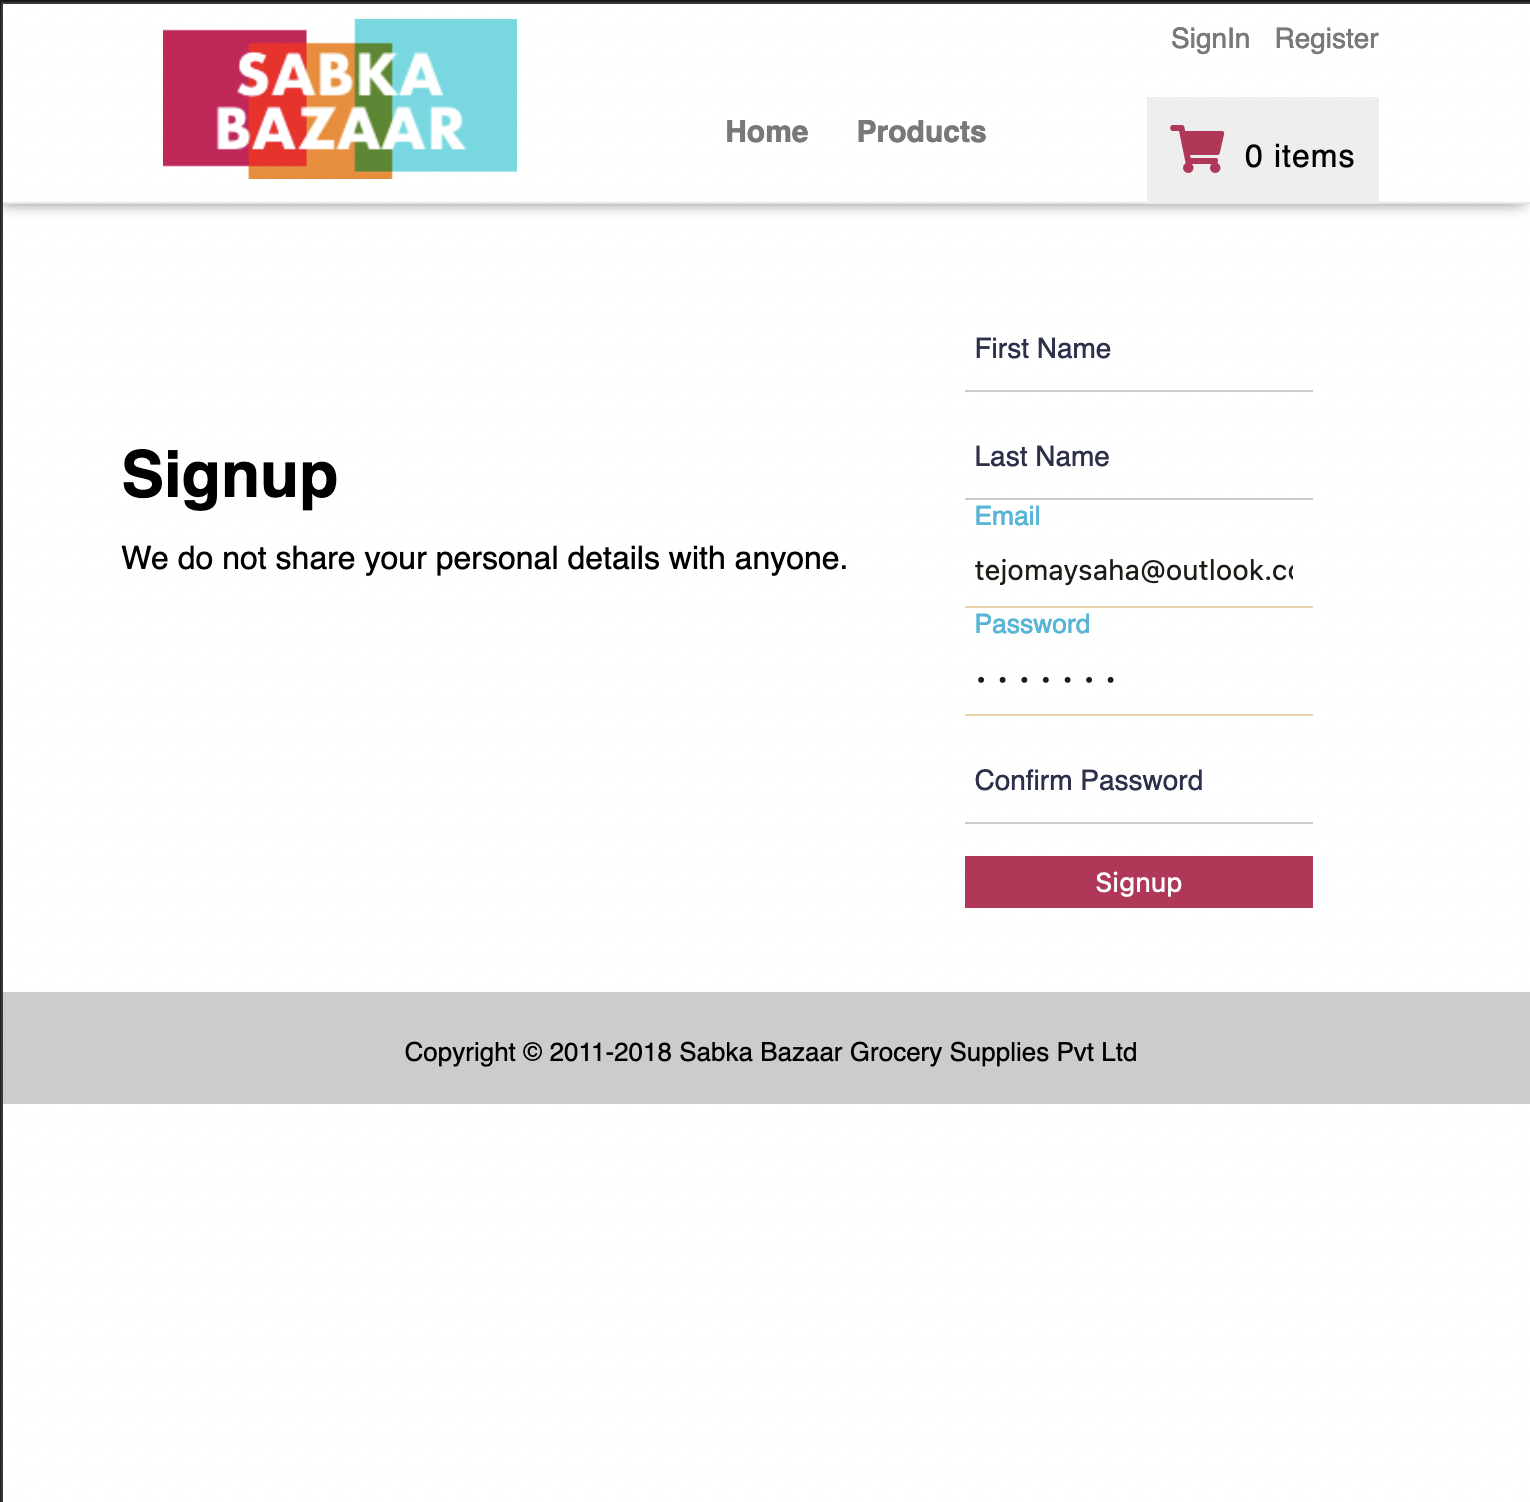 SABKA
BAZAAR
SignIn Register
Home Products
0 items
Signup
We do not share your personal details with anyone.
First Name
Last Name
Email
tejomaysaha@outlook.co
Password
Confirm Password
Signup
Copyright © 2011-2018 Sabka Bazaar Grocery Supplies Pvt Ltd